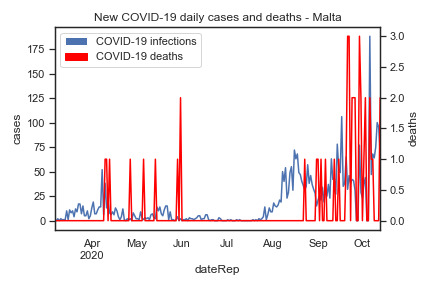 New COVID-19 daily cases and deaths - Malta
COVID-19 infections
COVID-19 deaths
175
150
125
100
75
50
25
0
cases
3.0
2.5
2.0
1.5
1.0
0.5
0.0
deaths
Apr May Jun Jul Aug Sep Oct
2020
dateRep